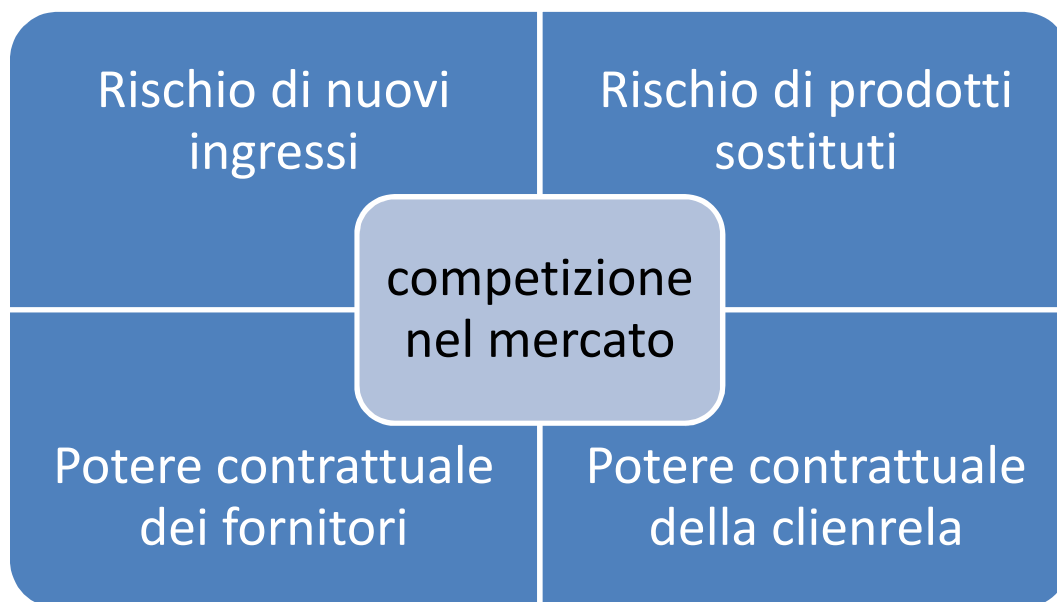 Rischio di nuovi
ingressi
Rischio di prodotti
sostituti
competizione
nel mercato
Potere contrattuale
dei fornitori
Potere contrattuale
della clienrela